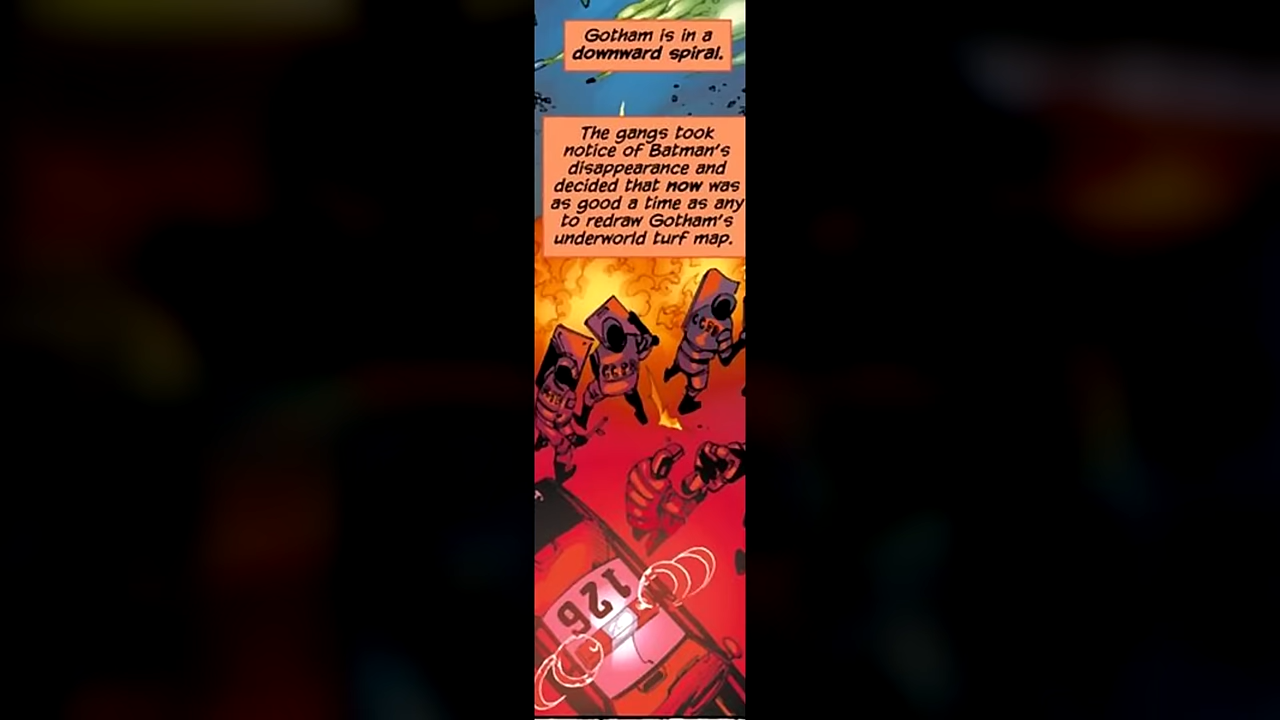 Gotham is in a
downward spiral.
The gangs took
notice of Batman's
disappearance and
decided that now was
as good a time as any
to redraw Gotham's
underworld turf map.
126